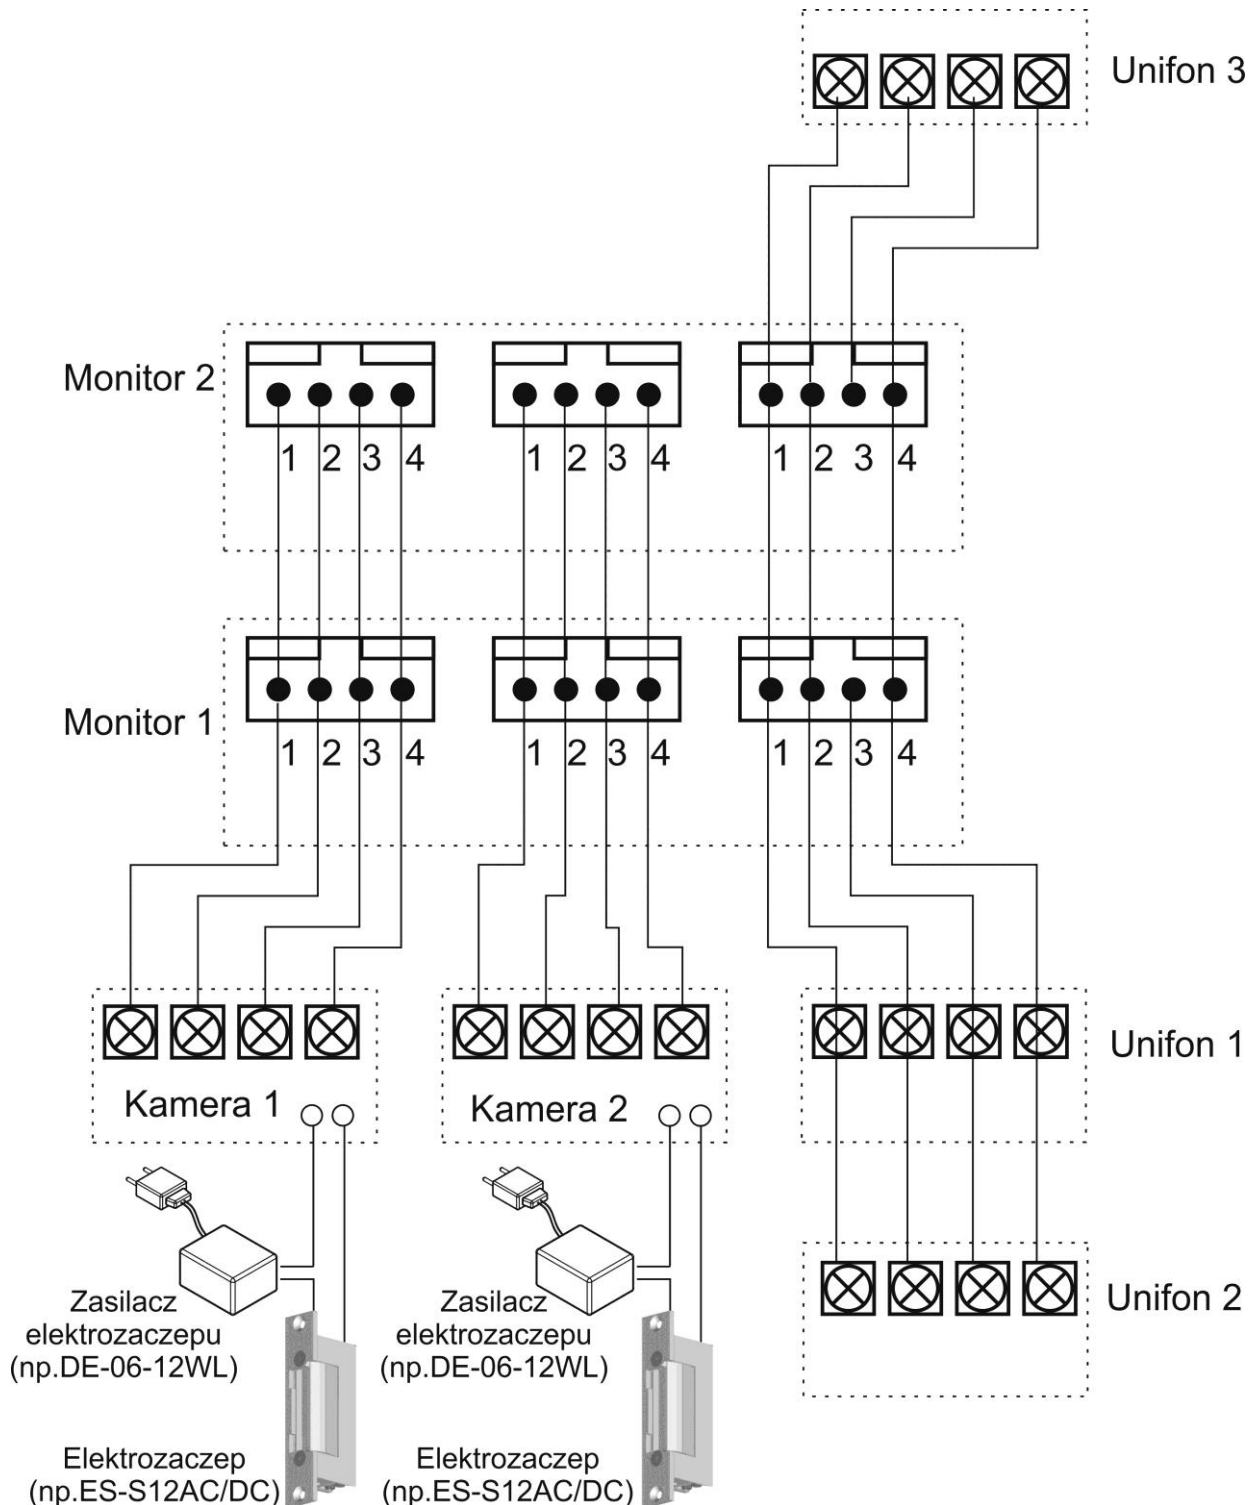 Unifon 3
Monitor 2
1 2 3 4 1 2 3 4 1 2 3 4
Monitor 1
1 2 3 4 1 2 3 4 1 2 3 4
Unifon 1
Kamera 1
Kamera 2
Unifon 2
Zasilacz
elektrozaczepu
(np.DE-06-12WL)
Zasilacz
elektrozaczepu
(np.DE-06-12WL)
Elektrozaczep
(np.ES-S12AC/DC)
Elektrozaczep
(np.ES-S12AC/DC)